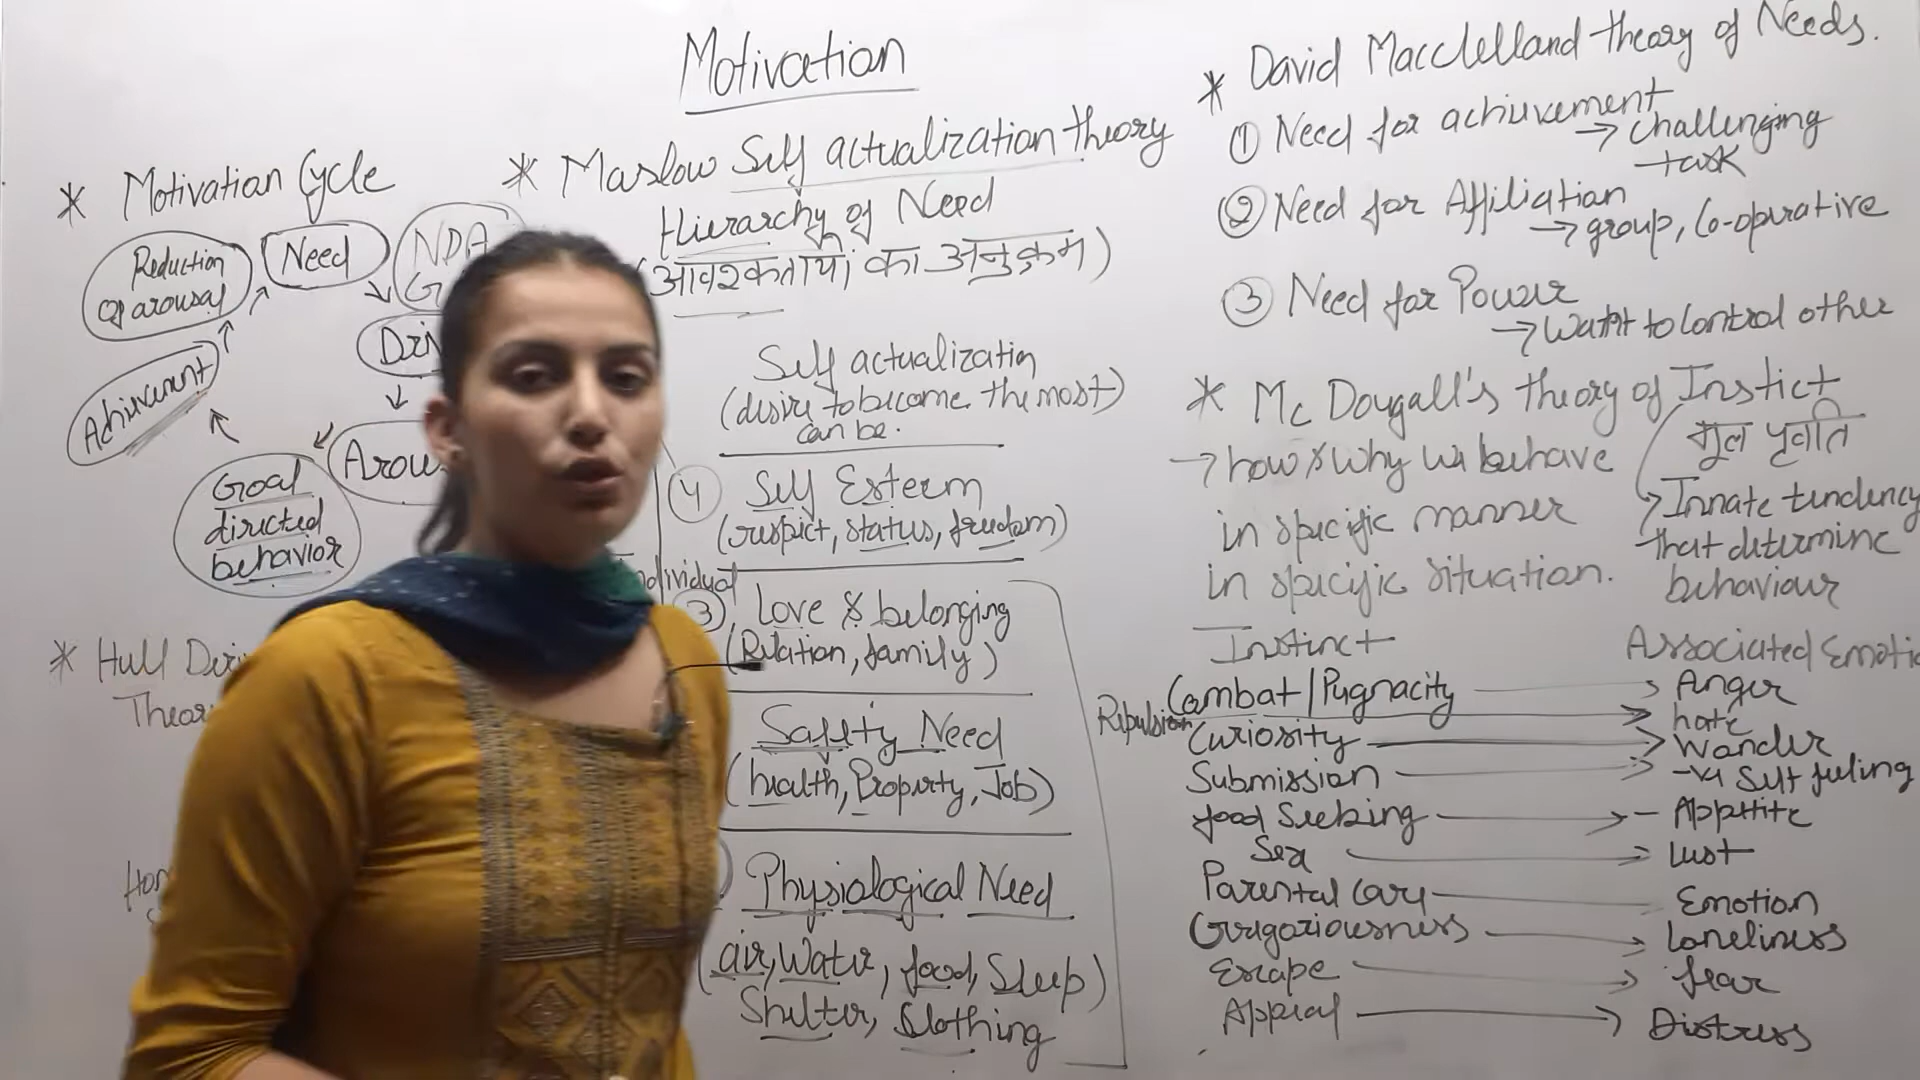 Motivation
* Motivation Cycle
Need
NDA
G
Reduction
of arousal
Achievement
Goal
directed
behavior
* Hull
Theor
* Maslow Self actualization theory
Hierarchy of Need
(आवश्कतायों का अनुक्रम)
Self actualization
(desire to become the most)
can be.
4 Self Esteem
(respect, status, freedom)
ndividual
3 Love & belonging
(Relation, family)
Safety Need
(health, Property, Job)
Physiological Need
(air, Water, food, Sleep)
Shelter, Clothing
* David Macclelland theory of Needs.
① Need for achievement
→ Challenging
task
② Need for Affiliation
→ group, Co-operative
③ Need for Power
→ Want to Control other
* Mc Dougall's theory of Instict
मूल प्रवति
→ how & Why We behave
in specific manner
in specific situation.
→ Innate tendency
that determine
behaviour
Instinct Associated Emotio
Combat/Pugnacity → Anger
Repulsion → hate
Curiosity → Wonder
Submission → -ve Self feeling
food Seeking → - Appetite
Sex → Lust
Parental Care Emotion
Gregariousness → Loneliness
Escape → fear
Appeal → Distress